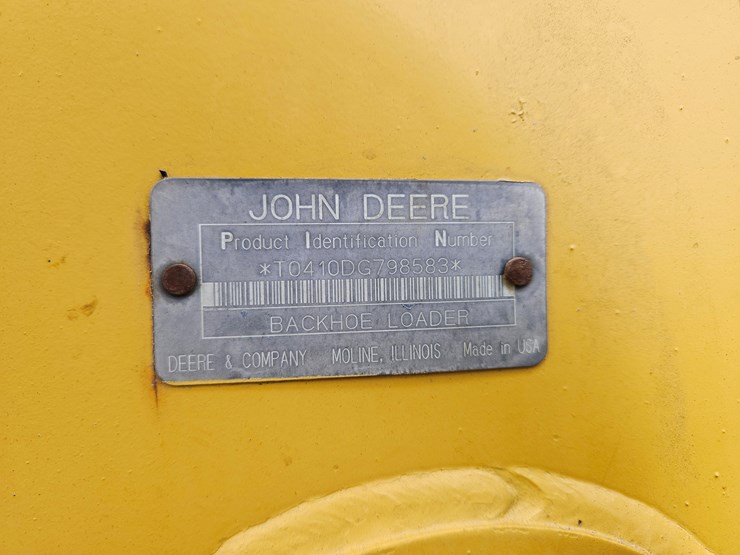 JOHN DEERE
Product Identification Number
*T0410DG798583*
BACKHOE LOADER
DEERE & COMPANY MOLINE, ILLINOIS Made in USA